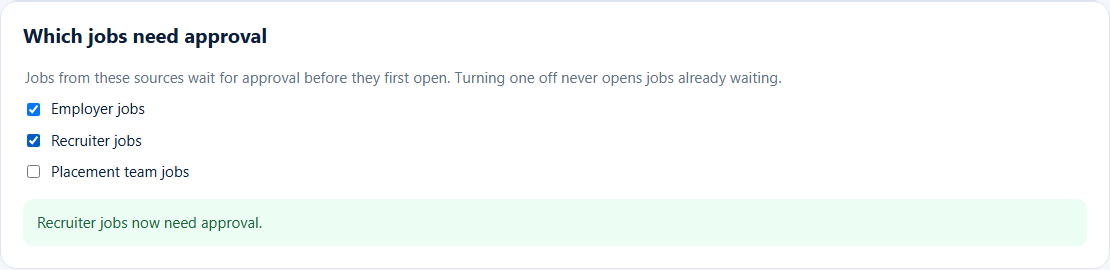 Which jobs need approval
Jobs from these sources wait for approval before they first open. Turning one off never opens jobs already waiting.
Employer jobs
Recruiter jobs
Placement team jobs
Recruiter jobs now need approval.